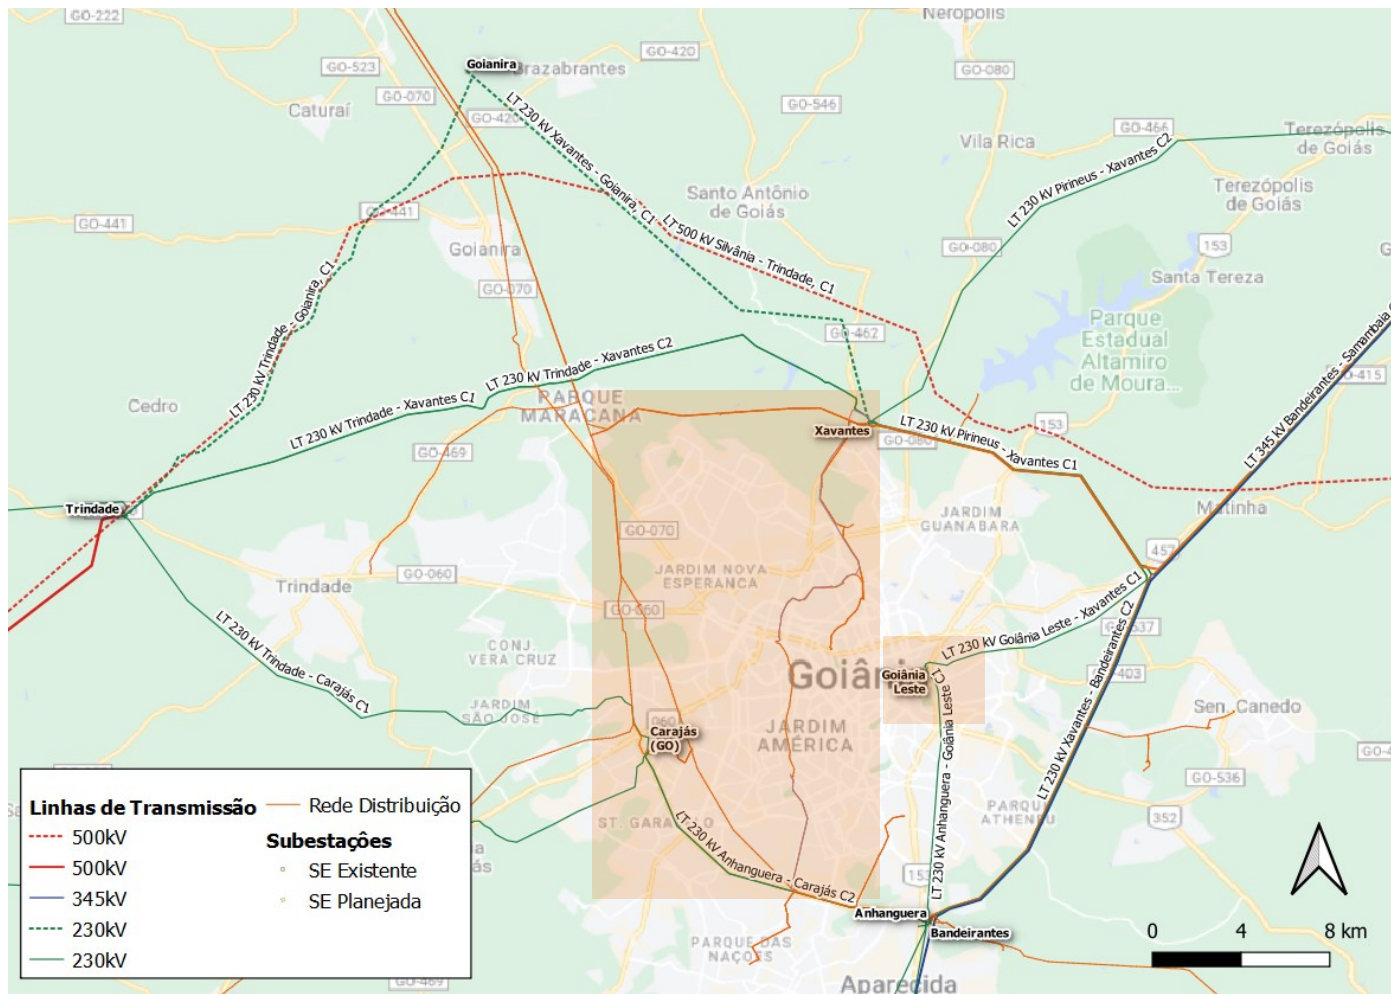 GO-222
Nerópolis
GO-523
Goianira
Brazabrantes
GO-420
GO-080
GO-070
Caturaí
GO-420
GO-546
LT 230 kV Xavantes - Goianira, C1
Vila Rica
GO-466
Terezópolis
de Goiás
LT 230 kV Pirineus - Xavantes C2
Santo Antônio
de Goiás
Terezópolis
de Goiás
GO-441
GO-441
LT 500 kV Silvânia - Trindade, C1
Goianira
GO-080
153
Santa Tereza
GO-070
LT 230 kV Trindade - Goianira, C1
GO-462
Parque
Estadual
Altamiro
de Moura...
LT 345 kV Bandeirantes - Samambaia
GO-415
LT 230 kV Trindade - Xavantes C2
Cedro
LT 230 kV Trindade - Xavantes C1
PARQUE
MARACANA
Xavantes
GO-080
LT 230 kV Pirineus - Xavantes C1
153
GO-469
Trindade
JARDIM
GUANABARA
Matinha
GO-070
457
JARDIM NOVA
ESPERANCA
GO-060
Trindade
GO-060
LT 230 kV Goiânia Leste - Xavantes C1
GO-537
CONJ.
VERA CRUZ
LT 230 kV Trindade - Carajás C1
GO-403
Goiânia
Goiânia
Leste
JARDIM
SÃO JOSÉ
060
Carajás
(GO)
JARDIM
AMÉRICA
LT 230 kV Anhanguera - Goiânia Leste C1
LT 230 kV Xavantes - Bandeirantes C2
Sen. Canedo
GO-536
Linhas de Transmissão
500kV
500kV
345kV
230kV
230kV
Rede Distribuição
Subestações
SE Existente
SE Planejada
LT 230 kV Anhanguera - Carajás C2
PARQUE
ATHENEU
352
153
Anhanguera
Bandeirantes
PARQUE DAS
NAÇÕES
0 4 8 km
GO-469
Aparecida